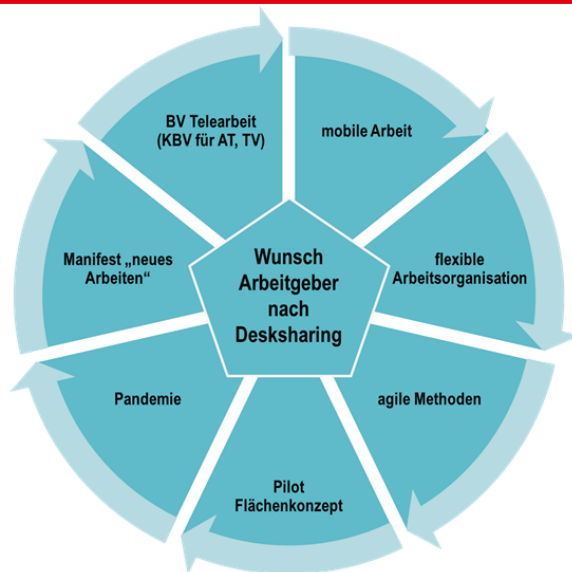 BV Telearbeit
(KBV für AT, TV)
mobile Arbeit
flexible
Arbeitsorganisation
agile Methoden
Pilot
Flächenkonzept
Pandemie
Manifest „neues
Arbeiten“
Wunsch
Arbeitgeber
nach
Desksharing